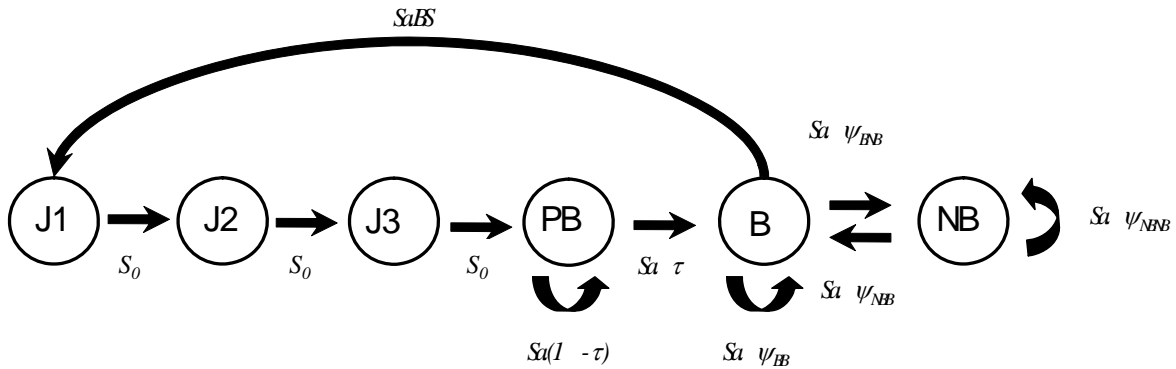 SaBS
Sa ψBNB
J1 J2 J3 PB B NB
Sa ψNBNB
S0 S0 S0 Sa τ Sa ψNBB
Sa(1 - τ) Sa ψBB